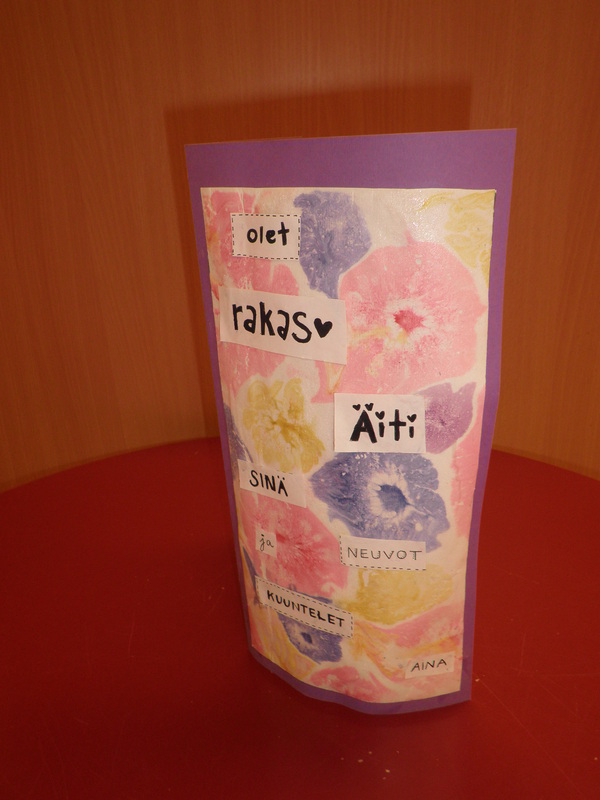 olet
rakas♥
Äiti
SINÄ
ja NEUVOT
KUUNTELET
AINA